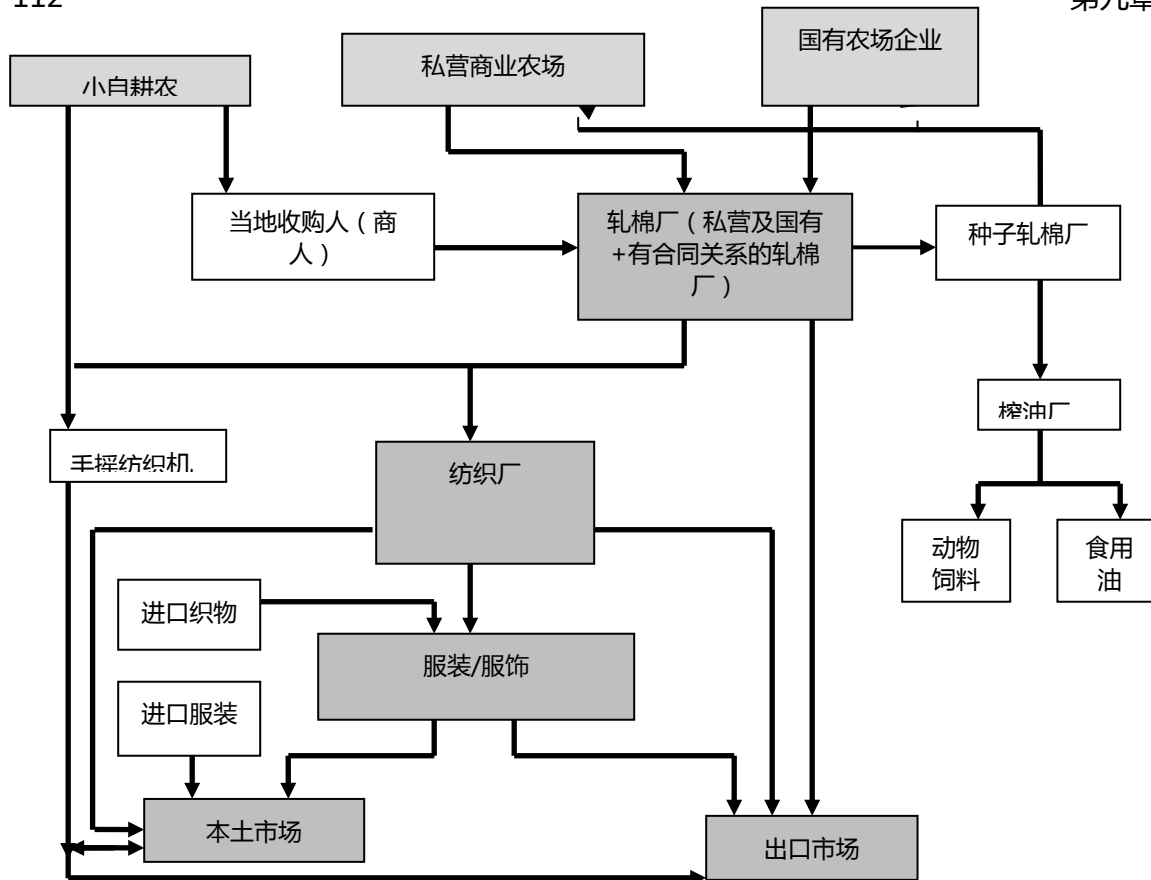 112
第九章
国有农场企业
私营商业农场
小自耕农
当地收购人（商
人）
轧棉厂（私营及国有
+有合同关系的轧棉
厂）
种子轧棉厂
榨油厂
手摇纺织机
纺织厂
动物
饲料
食用
油
进口织物
服装/服饰
进口服装
本土市场
出口市场